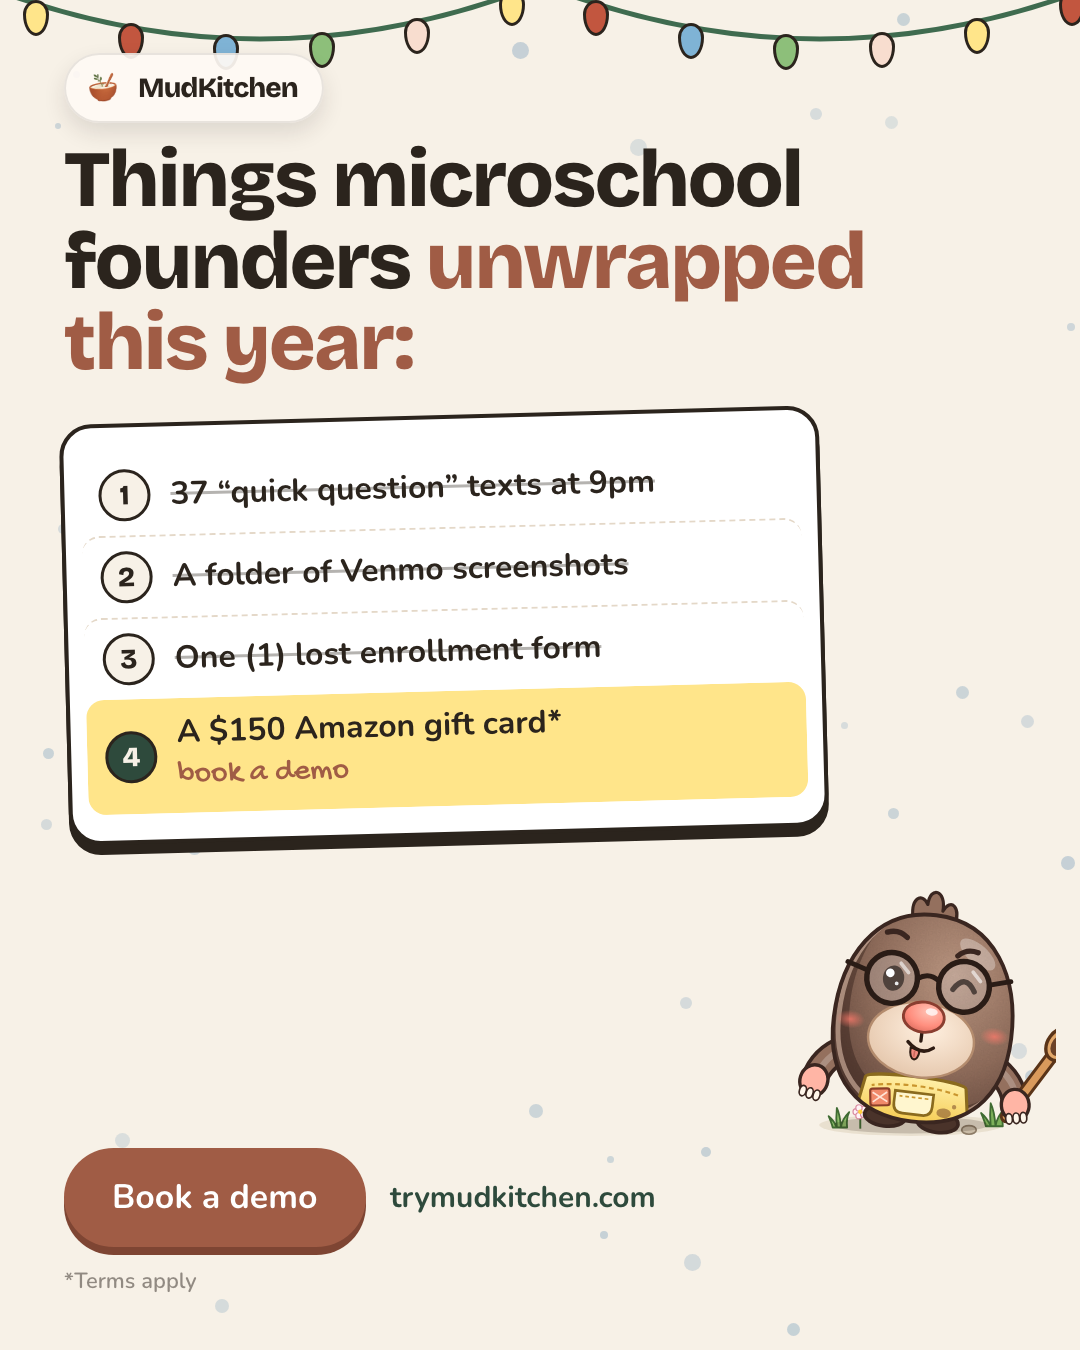 MudKitchen
Things microschool
founders unwrapped
this year:
1 37 “quick question” texts at 9pm
2 A folder of Venmo screenshots
3 One (1) lost enrollment form
4 A $150 Amazon gift card*
book a demo
Book a demo trymudkitchen.com
*Terms apply